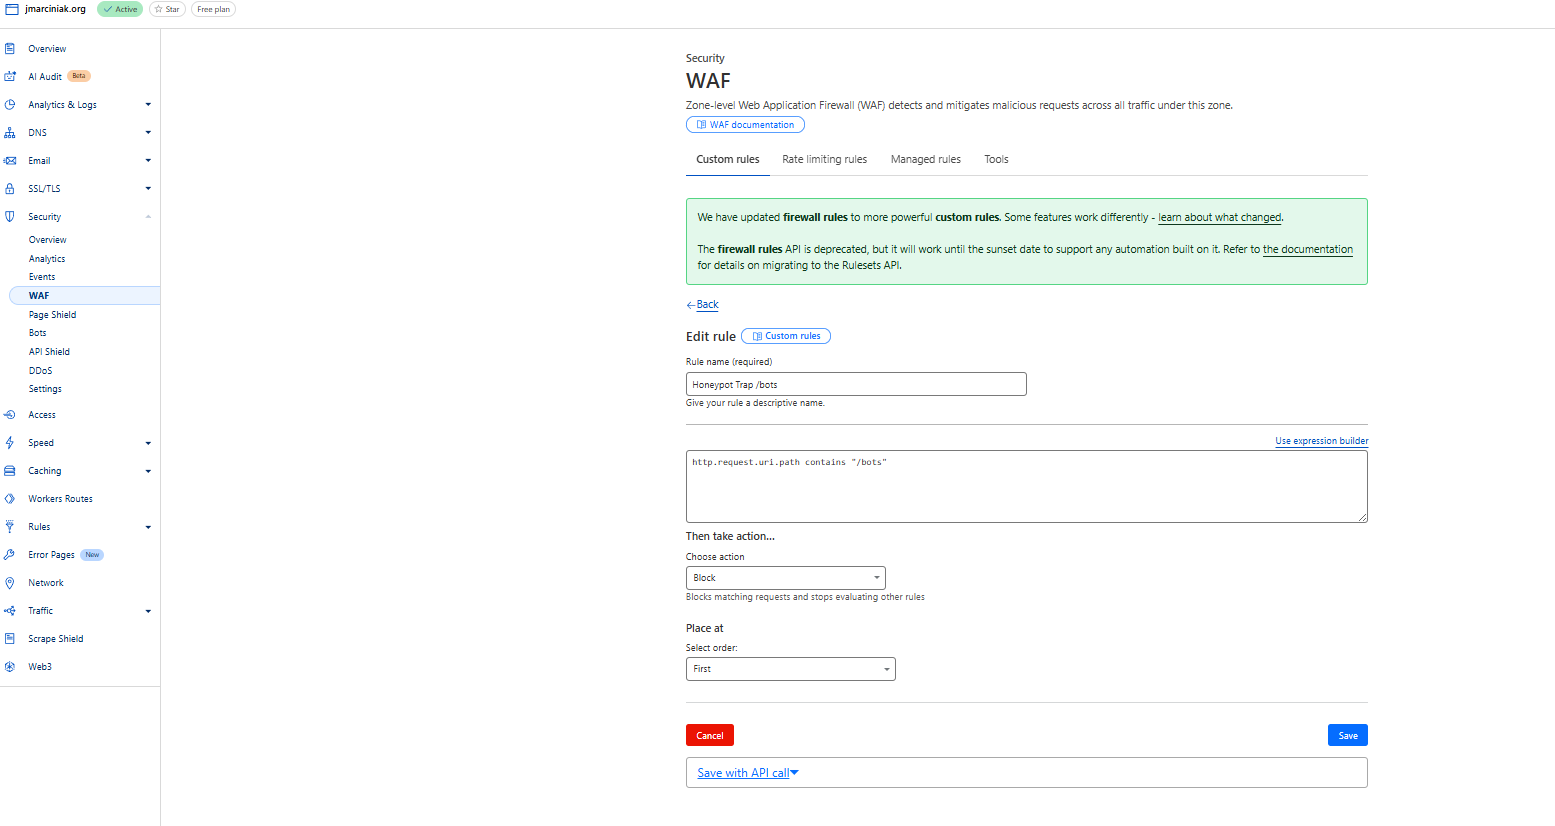 jmarciniak.org Active Star Free plan
Overview
AI Audit Beta
Analytics & Logs
DNS
Email
SSL/TLS
Security
Overview
Analytics
Events
WAF
Page Shield
Bots
API Shield
DDoS
Settings
Access
Speed
Caching
Workers Routes
Rules
Error Pages New
Network
Traffic
Scrape Shield
Web3
Security
WAF
Zone-level Web Application Firewall (WAF) detects and mitigates malicious requests across all traffic under this zone.
WAF documentation
Custom rules Rate limiting rules Managed rules Tools
We have updated firewall rules to more powerful custom rules. Some features work differently - learn about what changed.
The firewall rules API is deprecated, but it will work until the sunset date to support any automation built on it. Refer to the documentation
for details on migrating to the Rulesets API.
Back
Edit rule Custom rules
Rule name (required)
Honeypot Trap /bots
Give your rule a descriptive name.
Use expression builder
http.request.uri.path contains "/bots"
Then take action...
Choose action
Block
Blocks matching requests and stops evaluating other rules
Place at
Select order:
First
Cancel Save
Save with API call